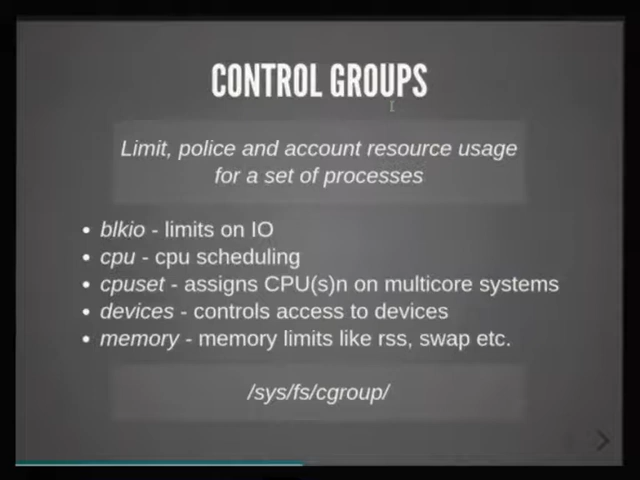 CONTROL GROUPS
Limit, police and account resource usage
for a set of processes
• blkio - limits on IO
• cpu - cpu scheduling
• cpuset - assigns CPU(s)n on multicore systems
• devices - controls access to devices
• memory - memory limits like rss, swap etc.
/sys/fs/cgroup/